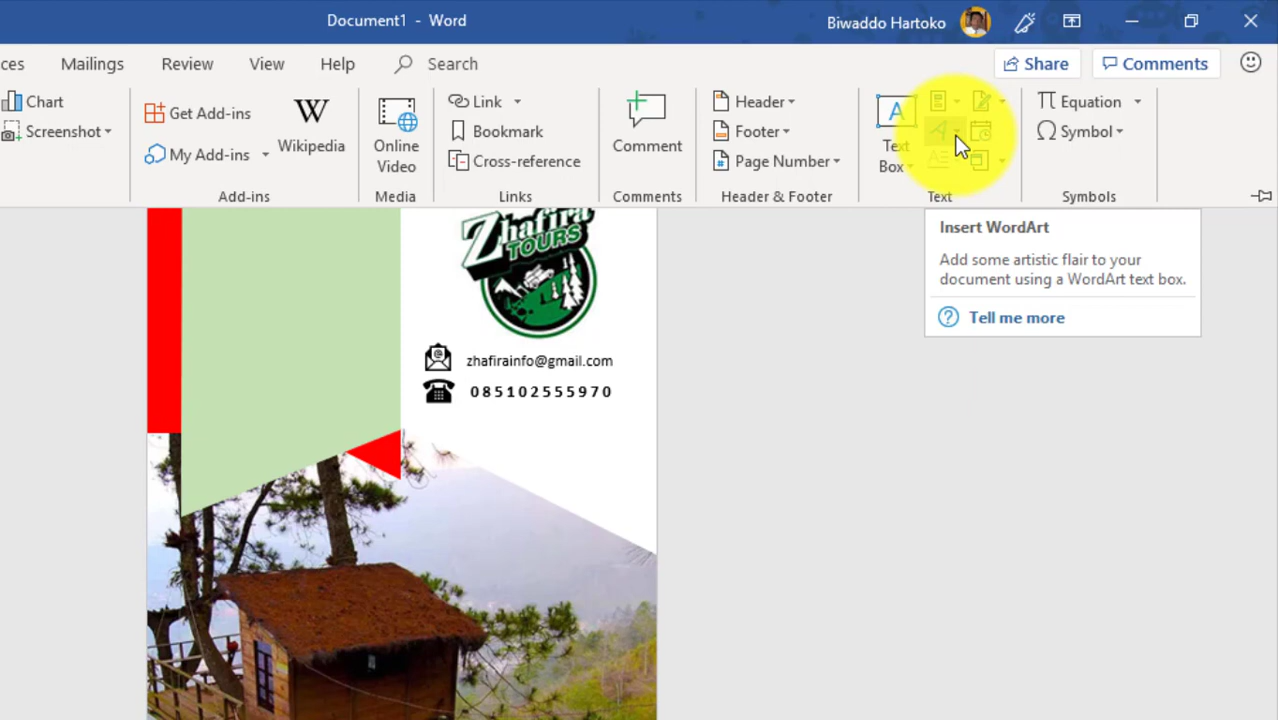 Document1 - Word
Biwaddo Hartoko
ces
Mailings
Review
View
Help
Search
Share
Comments
Chart
Screenshot
Get Add-ins
My Add-ins
Wikipedia
Add-ins
Online
Video
Media
Link
Bookmark
Cross-reference
Links
Comment
Comments
Header
Footer
Page Number
Header & Footer
Text
Box
Text
Equation
Symbol
Symbols
Insert WordArt
Add some artistic flair to your
document using a WordArt text box.
Tell me more
Zhafira
TOURS
zhafirainfo@gmail.com
085102555970